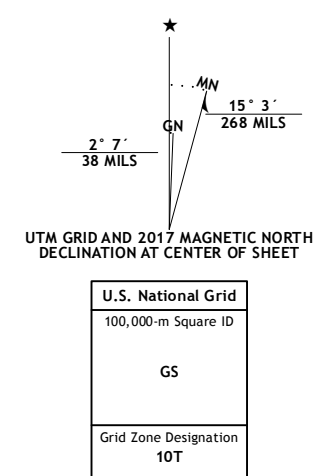 ★
MN
GN
15° 3´
268 MILS
2° 7´
38 MILS
UTM GRID AND 2017 MAGNETIC NORTH
DECLINATION AT CENTER OF SHEET
U.S. National Grid
100,000-m Square ID
GS
Grid Zone Designation
10T